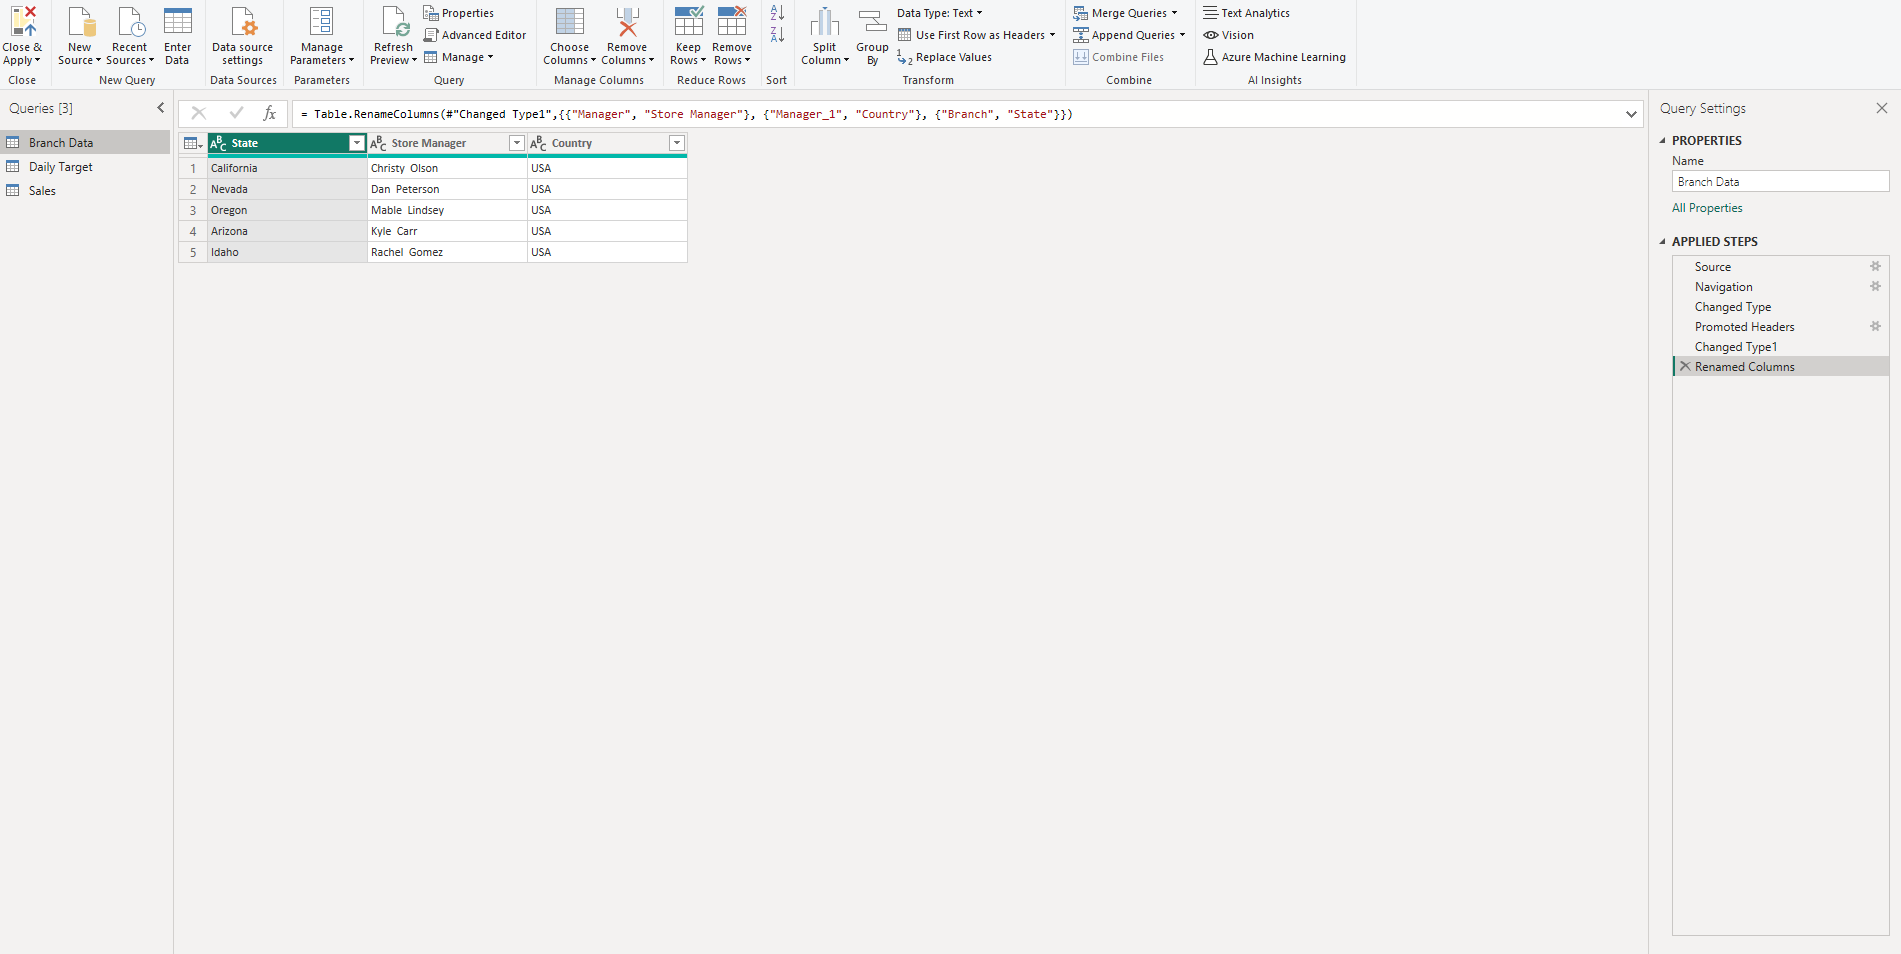 Close &
Apply
Close
New
Source
Recent
Sources
Enter
Data
New Query
Data source
settings
Data Sources
Manage
Parameters
Parameters
Refresh
Preview
Properties
Advanced Editor
Manage
Query
Choose
Columns
Remove
Columns
Manage Columns
Keep
Rows
Remove
Rows
Reduce Rows
Sort
Split
Column
Group
By
Data Type: Text
Use First Row as Headers
Replace Values
Transform
Merge Queries
Append Queries
Combine Files
Combine
Text Analytics
Vision
Azure Machine Learning
AI Insights
Queries [3]
Branch Data
Daily Target
Sales
fx
= Table.RenameColumns(#"Changed Type1",{{"Manager", "Store Manager"}, {"Manager_1", "Country"}, {"Branch", "State"}})
ABC State ABC Store Manager ABC Country
1 California Christy Olson USA
2 Nevada Dan Peterson USA
3 Oregon Mable Lindsey USA
4 Arizona Kyle Carr USA
5 Idaho Rachel Gomez USA
Query Settings
PROPERTIES
Name
Branch Data
All Properties
APPLIED STEPS
Source
Navigation
Changed Type
Promoted Headers
Changed Type1
Renamed Columns